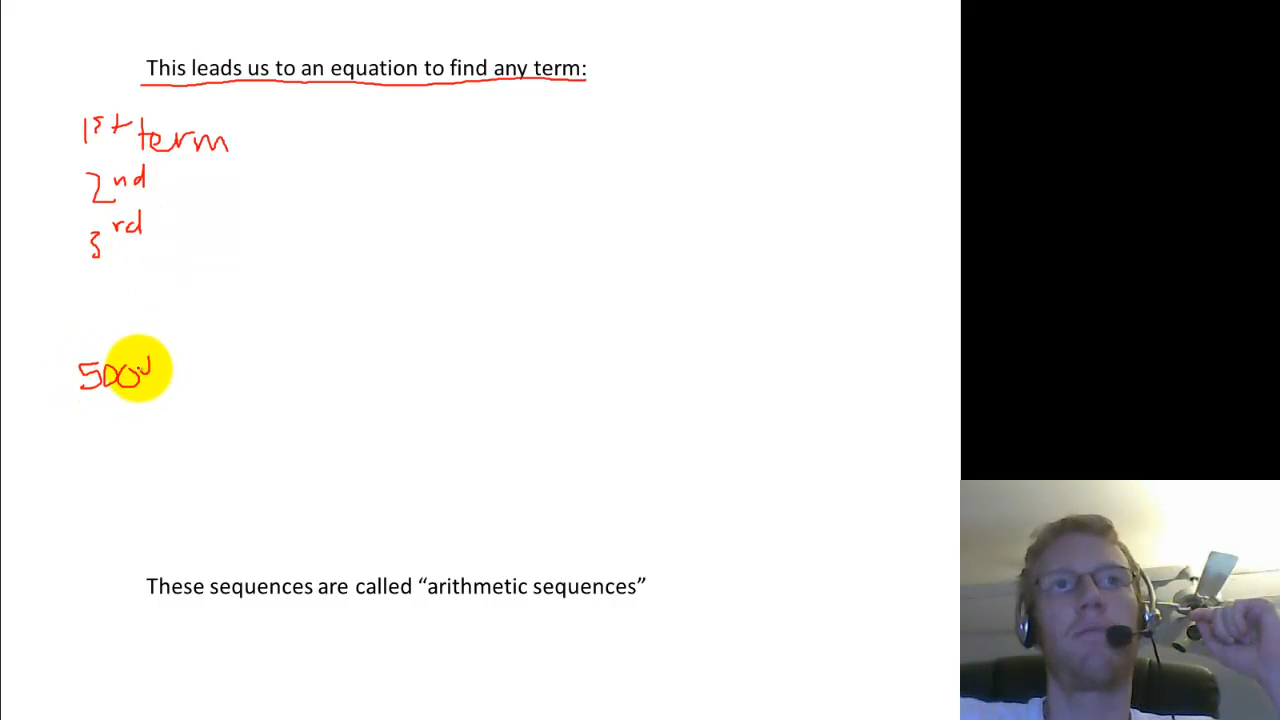 This leads us to an equation to find any term:
1st term
2nd
3rd
500
These sequences are called “arithmetic sequences”